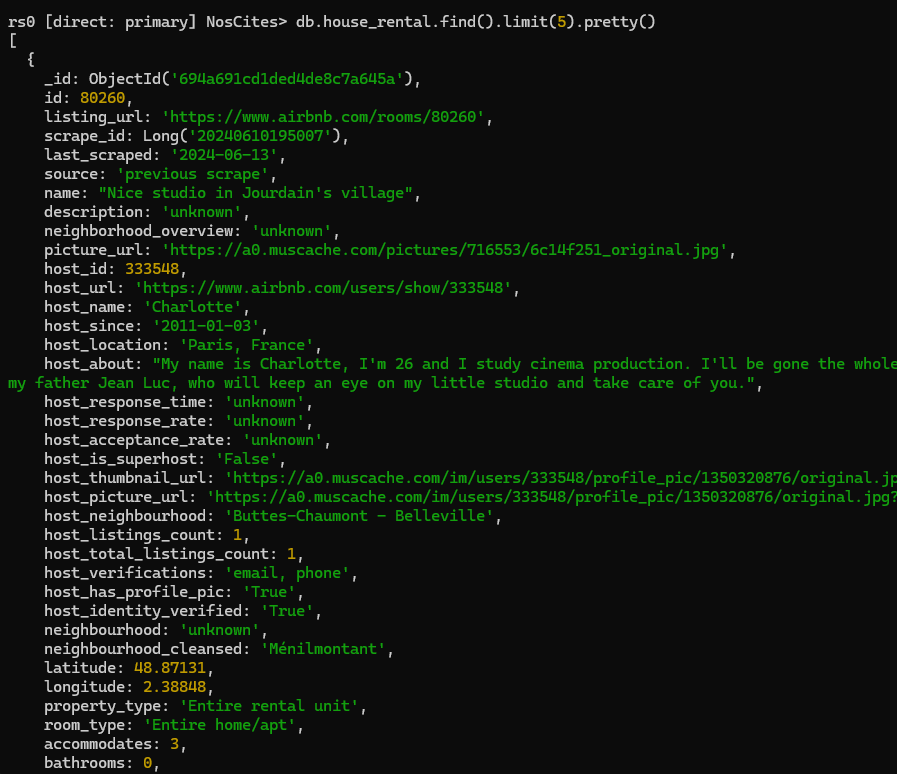 rs0 [direct: primary] NosCites> db.house_rental.find().limit(5).pretty()
[
{
_id: ObjectId('694a691cd1ded4de8c7a645a'),
id: 80260,
listing_url: 'https://www.airbnb.com/rooms/80260',
scrape_id: Long('20240610195007'),
last_scraped: '2024-06-13',
source: 'previous scrape',
name: "Nice studio in Jourdain's village",
description: 'unknown',
neighborhood_overview: 'unknown',
picture_url: 'https://a0.muscache.com/pictures/716553/6c14f251_original.jpg',
host_id: 333548,
host_url: 'https://www.airbnb.com/users/show/333548',
host_name: 'Charlotte',
host_since: '2011-01-03',
host_location: 'Paris, France',
host_about: "My name is Charlotte, I'm 26 and I study cinema production. I'll be gone the whole
my father Jean Luc, who will keep an eye on my little studio and take care of you.",
host_response_time: 'unknown',
host_response_rate: 'unknown',
host_acceptance_rate: 'unknown',
host_is_superhost: 'False',
host_thumbnail_url: 'https://a0.muscache.com/im/users/333548/profile_pic/1350320876/original.jp
host_picture_url: 'https://a0.muscache.com/im/users/333548/profile_pic/1350320876/original.jpg?
host_neighbourhood: 'Buttes-Chaumont - Belleville',
host_listings_count: 1,
host_total_listings_count: 1,
host_verifications: 'email, phone',
host_has_profile_pic: 'True',
host_identity_verified: 'True',
neighbourhood: 'unknown',
neighbourhood_cleansed: 'Ménilmontant',
latitude: 48.87131,
longitude: 2.38848,
property_type: 'Entire rental unit',
room_type: 'Entire home/apt',
accommodates: 3,
bathrooms: 0,